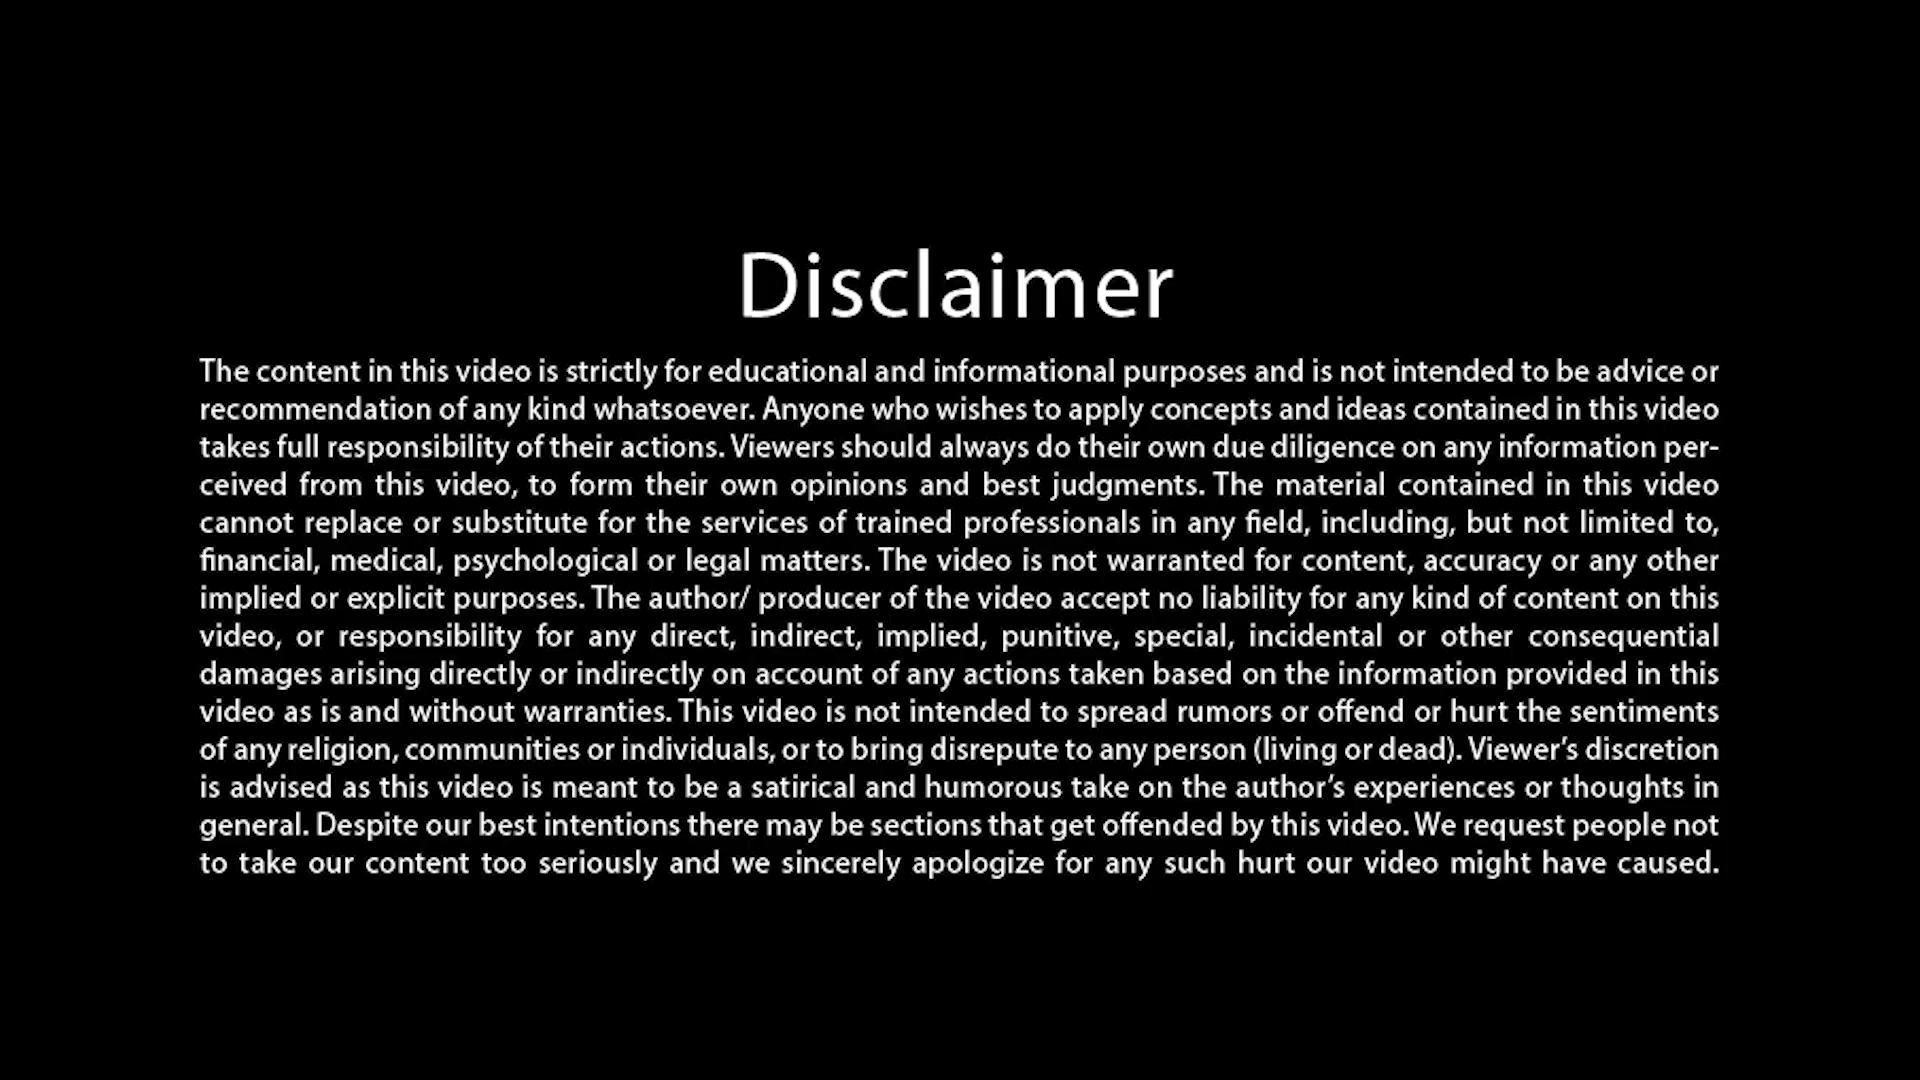 Disclaimer
The content in this video is strictly for educational and informational purposes and is not intended to be advice or
recommendation of any kind whatsoever. Anyone who wishes to apply concepts and ideas contained in this video
takes full responsibility of their actions. Viewers should always do their own due diligence on any information per-
ceived from this video, to form their own opinions and best judgments. The material contained in this video
cannot replace or substitute for the services of trained professionals in any field, including, but not limited to,
financial, medical, psychological or legal matters. The video is not warranted for content, accuracy or any other
implied or explicit purposes. The author/ producer of the video accept no liability for any kind of content on this
video, or responsibility for any direct, indirect, implied, punitive, special, incidental or other consequential
damages arising directly or indirectly on account of any actions taken based on the information provided in this
video as is and without warranties. This video is not intended to spread rumors or offend or hurt the sentiments
of any religion, communities or individuals, or to bring disrepute to any person (living or dead). Viewer’s discretion
is advised as this video is meant to be a satirical and humorous take on the author’s experiences or thoughts in
general. Despite our best intentions there may be sections that get offended by this video. We request people not
to take our content too seriously and we sincerely apologize for any such hurt our video might have caused.